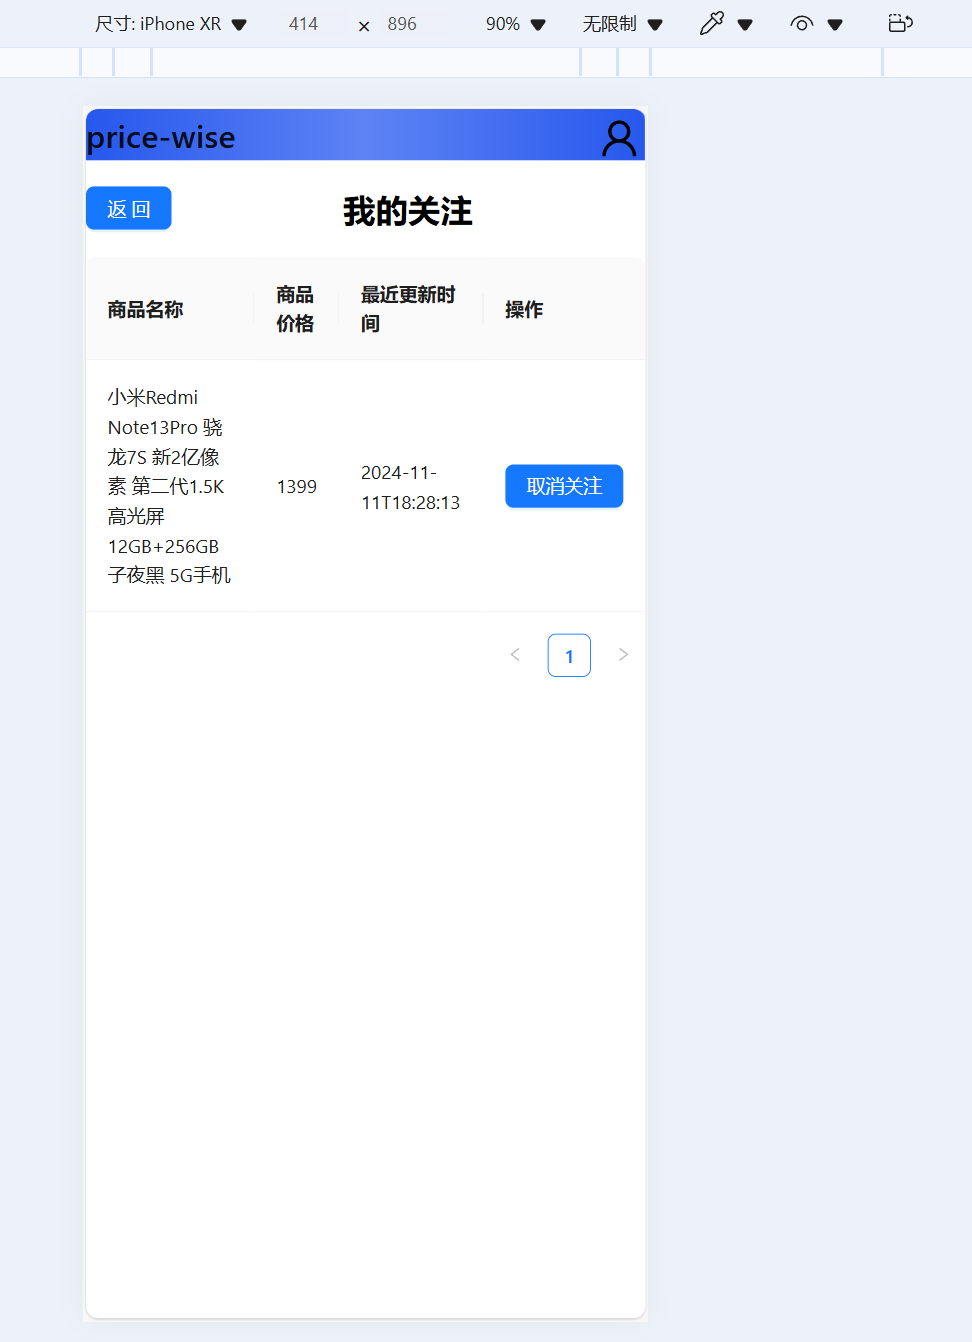 尺寸: iPhone XR 414 × 896 90% 无限制
price-wise
返 回 我的关注
商品名称 商品价格 最近更新时间 操作
小米Redmi
Note13Pro 骁
龙7S 新2亿像
素 第二代1.5K
高光屏
12GB+256GB
子夜黑 5G手机
1399
2024-11-
11T18:28:13
取消关注
1